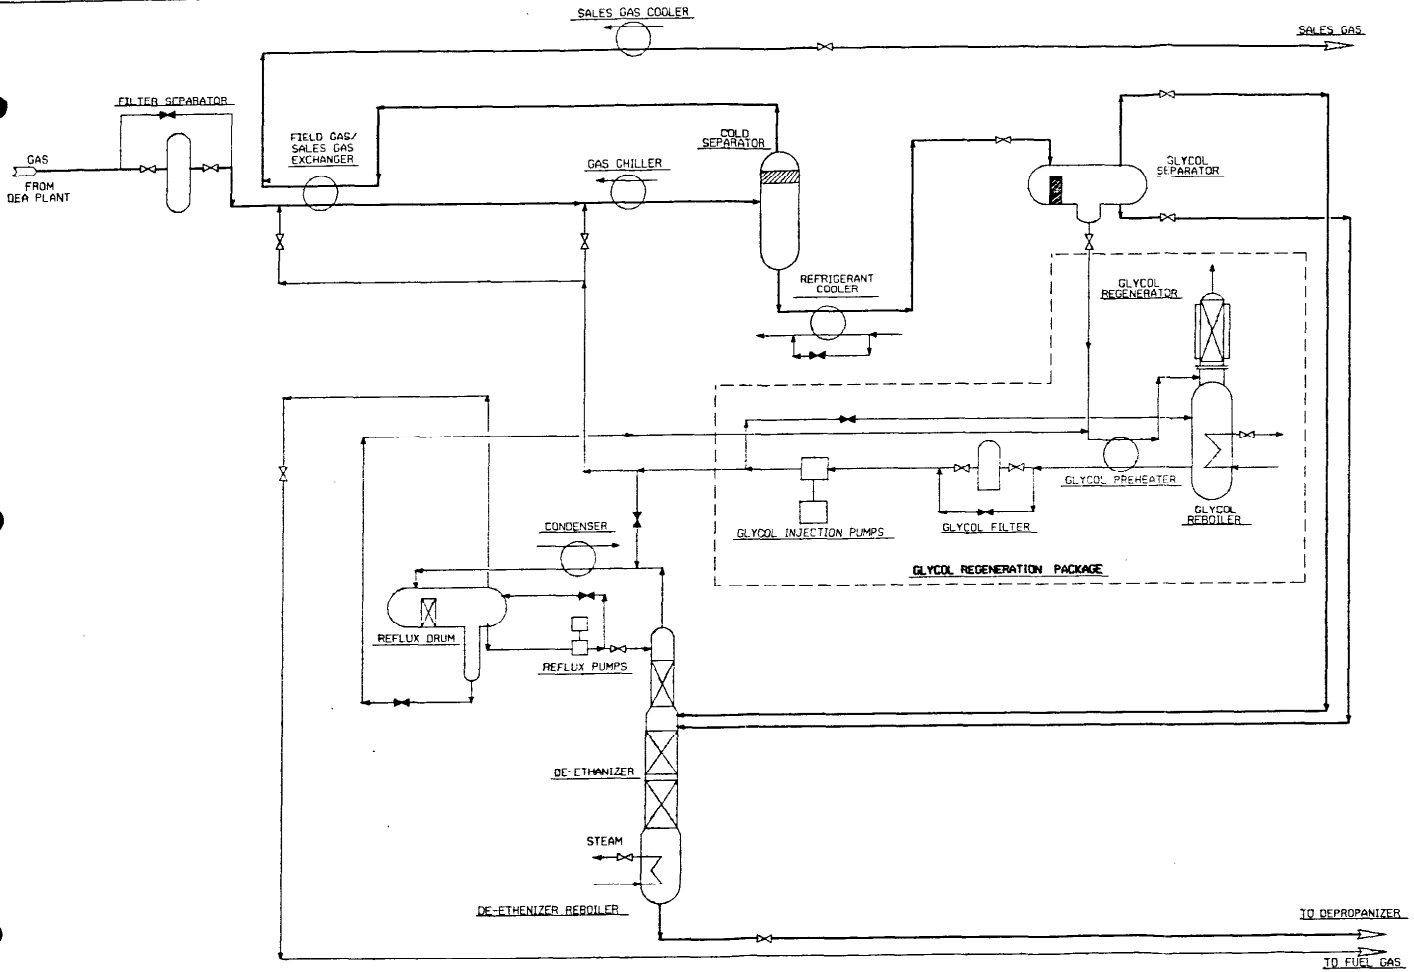 SALES GAS COOLER
SALES GAS
FILTER SEPARATOR
FIELD GAS/
SALES GAS
EXCHANGER
GAS CHILLER
COLD
SEPARATOR
GLYCOL
SEPARATOR
GAS
FROM
DEA PLANT
REFRIGERANT
COOLER
GLYCOL
REGENERATOR
GLYCOL PREHEATER
GLYCOL
REBOILER
GLYCOL INJECTION PUMPS
GLYCOL FILTER
GLYCOL REGENERATION PACKAGE
CONDENSER
REFLUX DRUM
REFLUX PUMPS
DE-ETHANIZER
STEAM
DE-ETHENIZER REBOILER
TO DEPROPANIZER
TO FUEL GAS